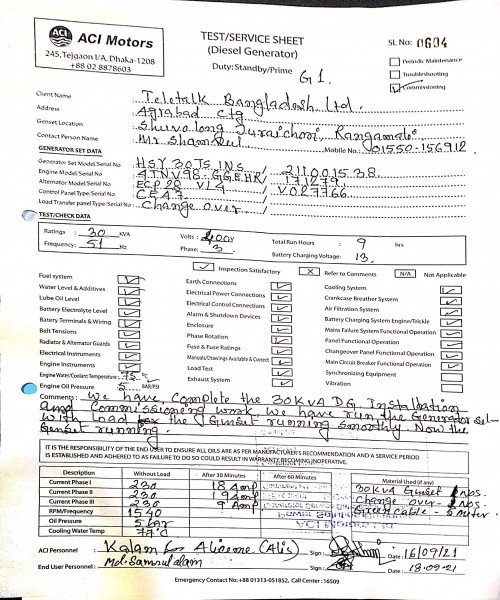 ACI
ACI Motors
245, Tejgaon I/A, Dhaka-1208
+88 02 8878603
TEST/SERVICE SHEET
(Diesel Generator)
Duty: Standby/Prime G1.
SL No: 0604
Periodic Maintenance
Troubleshooting
Commissioning
Client Name Teletalk Bangladesh Ltd.
Address Agrabad Ctg
Genset Location Shuvolong, Juraichori, Rangamati
Contact Person Name Mr. Shamsul Mobile No. 01550-156912
GENERATOR SET DATA
Generator Set Model/Serial No HSY 30TS INS / 211001538
Engine Model/Serial No 4TNV98-GGEHR / 171279
Alternator Model/Serial No ECP 28 VL4 / V027766
Control Panel Type/Serial No C547
Load Transfer panel Type/Serial No Change over
TEST/CHECK DATA
Ratings : 30 KVA Volts : 400V Total Run Hours : 9 hrs
Frequency: 51 Hz Phase: 3 Battery Charging Voltage: 13.
Inspection Satisfactory X Refer to Comments N/A Not Applicable
Fuel system
Water Level & Additives
Lube Oil Level
Battery Electrolyte Level
Battery Terminals & Wiring
Belt Tensions
Radiator & Alternator Guards
Electrical Instruments
Engine Instruments
Engine Water/Coolant Temperature: 75 °C
Engine Oil Pressure 5 BAR/PSI
Earth Connections
Electrical Power Connections
Electrical Control Connections
Alarm & Shutdown Devices
Enclosure
Phase Rotation
Fuse & Fuse Ratings
Manuals/Drawings Available & Correct
Load Test
Exhaust System
Cooling System
Crankcase Breather System
Air Filtration System
Battery Charging System Engine/Trickle
Mains Failure System Functional Operation
Panel Functional Operation
Changeover Panel Functional Operation
Main Circuit Breaker Functional Operation
Synchronizing Equipment
Vibration
Comments : We have complete the 30 KVA DG. Installation
and Commissioning work. we have run the Generator set-
with load the Genset running smoothly. Now the
Genset running
IT IS THE RESPONSIBILITY OF THE END USER TO ENSURE ALL OILS ARE AS PER MANUFACTURER'S RECOMMENDATION AND A SERVICE PERIOD
IS ESTABLISHED AND ADHERED TO AS FAILURE TO DO SO COULD RESULT IN WARRANTY BECOMING INOPERATIVE.
Description Without Load After 30 Minutes After 60 Minutes Material Used (if any)
Current Phase I 230 18 Amp 30KVA Genset 1 nos.
Current Phase II 230 9 Amp Change over - 1 nos.
Current Phase III 230 9 Amp Green Cable - 5 meter.
RPM/Frequency 1540
Oil Pressure 5 bar
Cooling Water Temp 77°C
ACI Personnel : Kalam for Alieene (Alis) Sign : Date : 16/09/21
End User Personnel : Md. Samsul alam Sign : Date : 18.09/21
Emergency Contact No:+88 01313-051852, Call Center : 16509